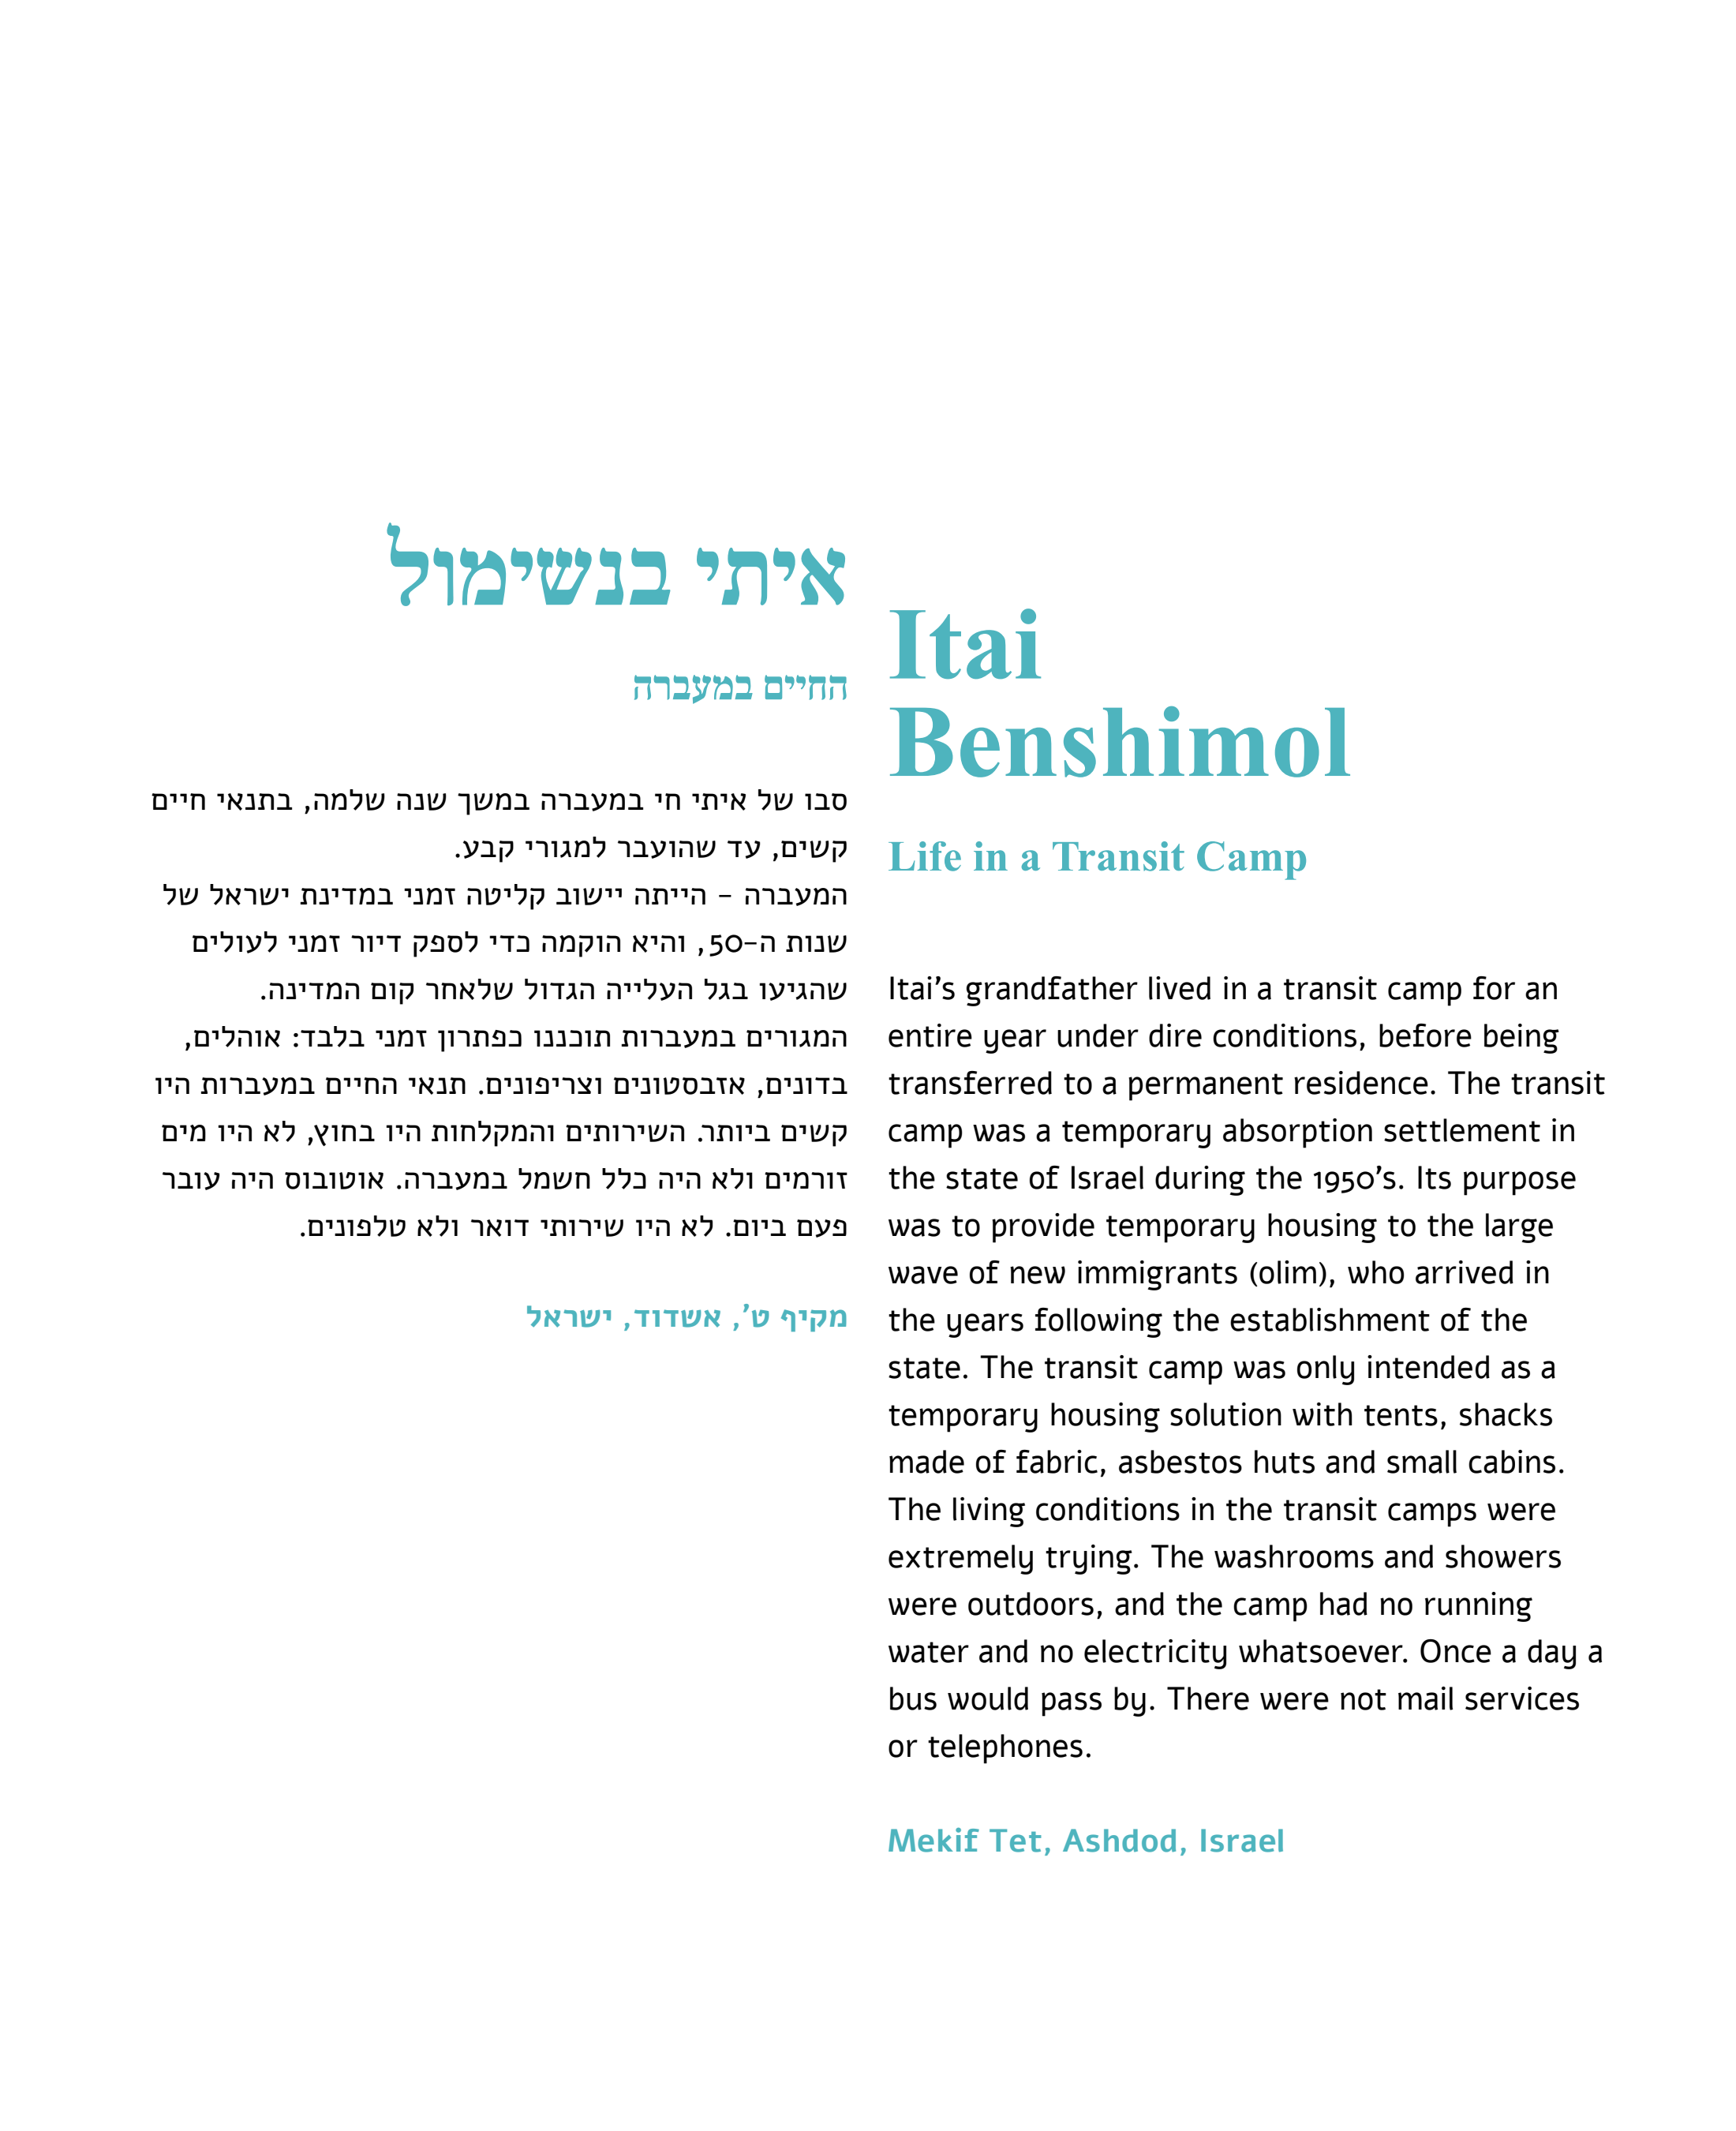 איתי בנשימול
החיים במעברה
סבו של איתי חי במעברה במשך שנה שלמה, בתנאי חיים
קשים, עד שהועבר למגורי קבע.
המעברה - הייתה יישוב קליטה זמני במדינת ישראל של
שנות ה-50, והיא הוקמה כדי לספק דיור זמני לעולים
שהגיעו בגל העלייה הגדול שלאחר קום המדינה.
המגורים במעברות תוכננו כפתרון זמני בלבד: אוהלים,
בדונים, אזבסטונים וצריפונים. תנאי החיים במעברות היו
קשים ביותר. השירותים והמקלחות היו בחוץ, לא היו מים
זורמים ולא היה כלל חשמל במעברה. אוטובוס היה עובר
פעם ביום. לא היו שירותי דואר ולא טלפונים.
מקיף ט', אשדוד, ישראל
Itai
Benshimol
Life in a Transit Camp
Itai's grandfather lived in a transit camp for an
entire year under dire conditions, before being
transferred to a permanent residence. The transit
camp was a temporary absorption settlement in
the state of Israel during the 1950's. Its purpose
was to provide temporary housing to the large
wave of new immigrants (olim), who arrived in
the years following the establishment of the
state. The transit camp was only intended as a
temporary housing solution with tents, shacks
made of fabric, asbestos huts and small cabins.
The living conditions in the transit camps were
extremely trying. The washrooms and showers
were outdoors, and the camp had no running
water and no electricity whatsoever. Once a day a
bus would pass by. There were not mail services
or telephones.
Mekif Tet, Ashdod, Israel